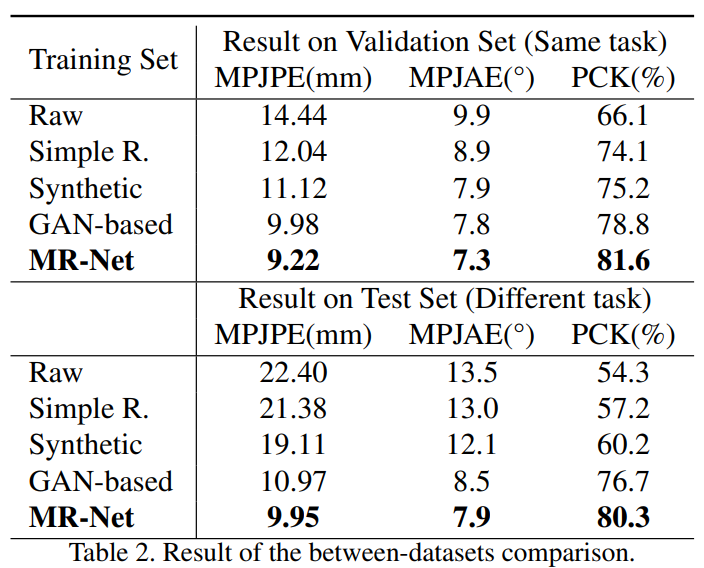 Training Set Result on Validation Set (Same task)
MPJPE(mm) MPJAE(°) PCK(%)
Raw 14.44 9.9 66.1
Simple R. 12.04 8.9 74.1
Synthetic 11.12 7.9 75.2
GAN-based 9.98 7.8 78.8
MR-Net 9.22 7.3 81.6
Result on Test Set (Different task)
MPJPE(mm) MPJAE(°) PCK(%)
Raw 22.40 13.5 54.3
Simple R. 21.38 13.0 57.2
Synthetic 19.11 12.1 60.2
GAN-based 10.97 8.5 76.7
MR-Net 9.95 7.9 80.3
Table 2. Result of the between-datasets comparison.